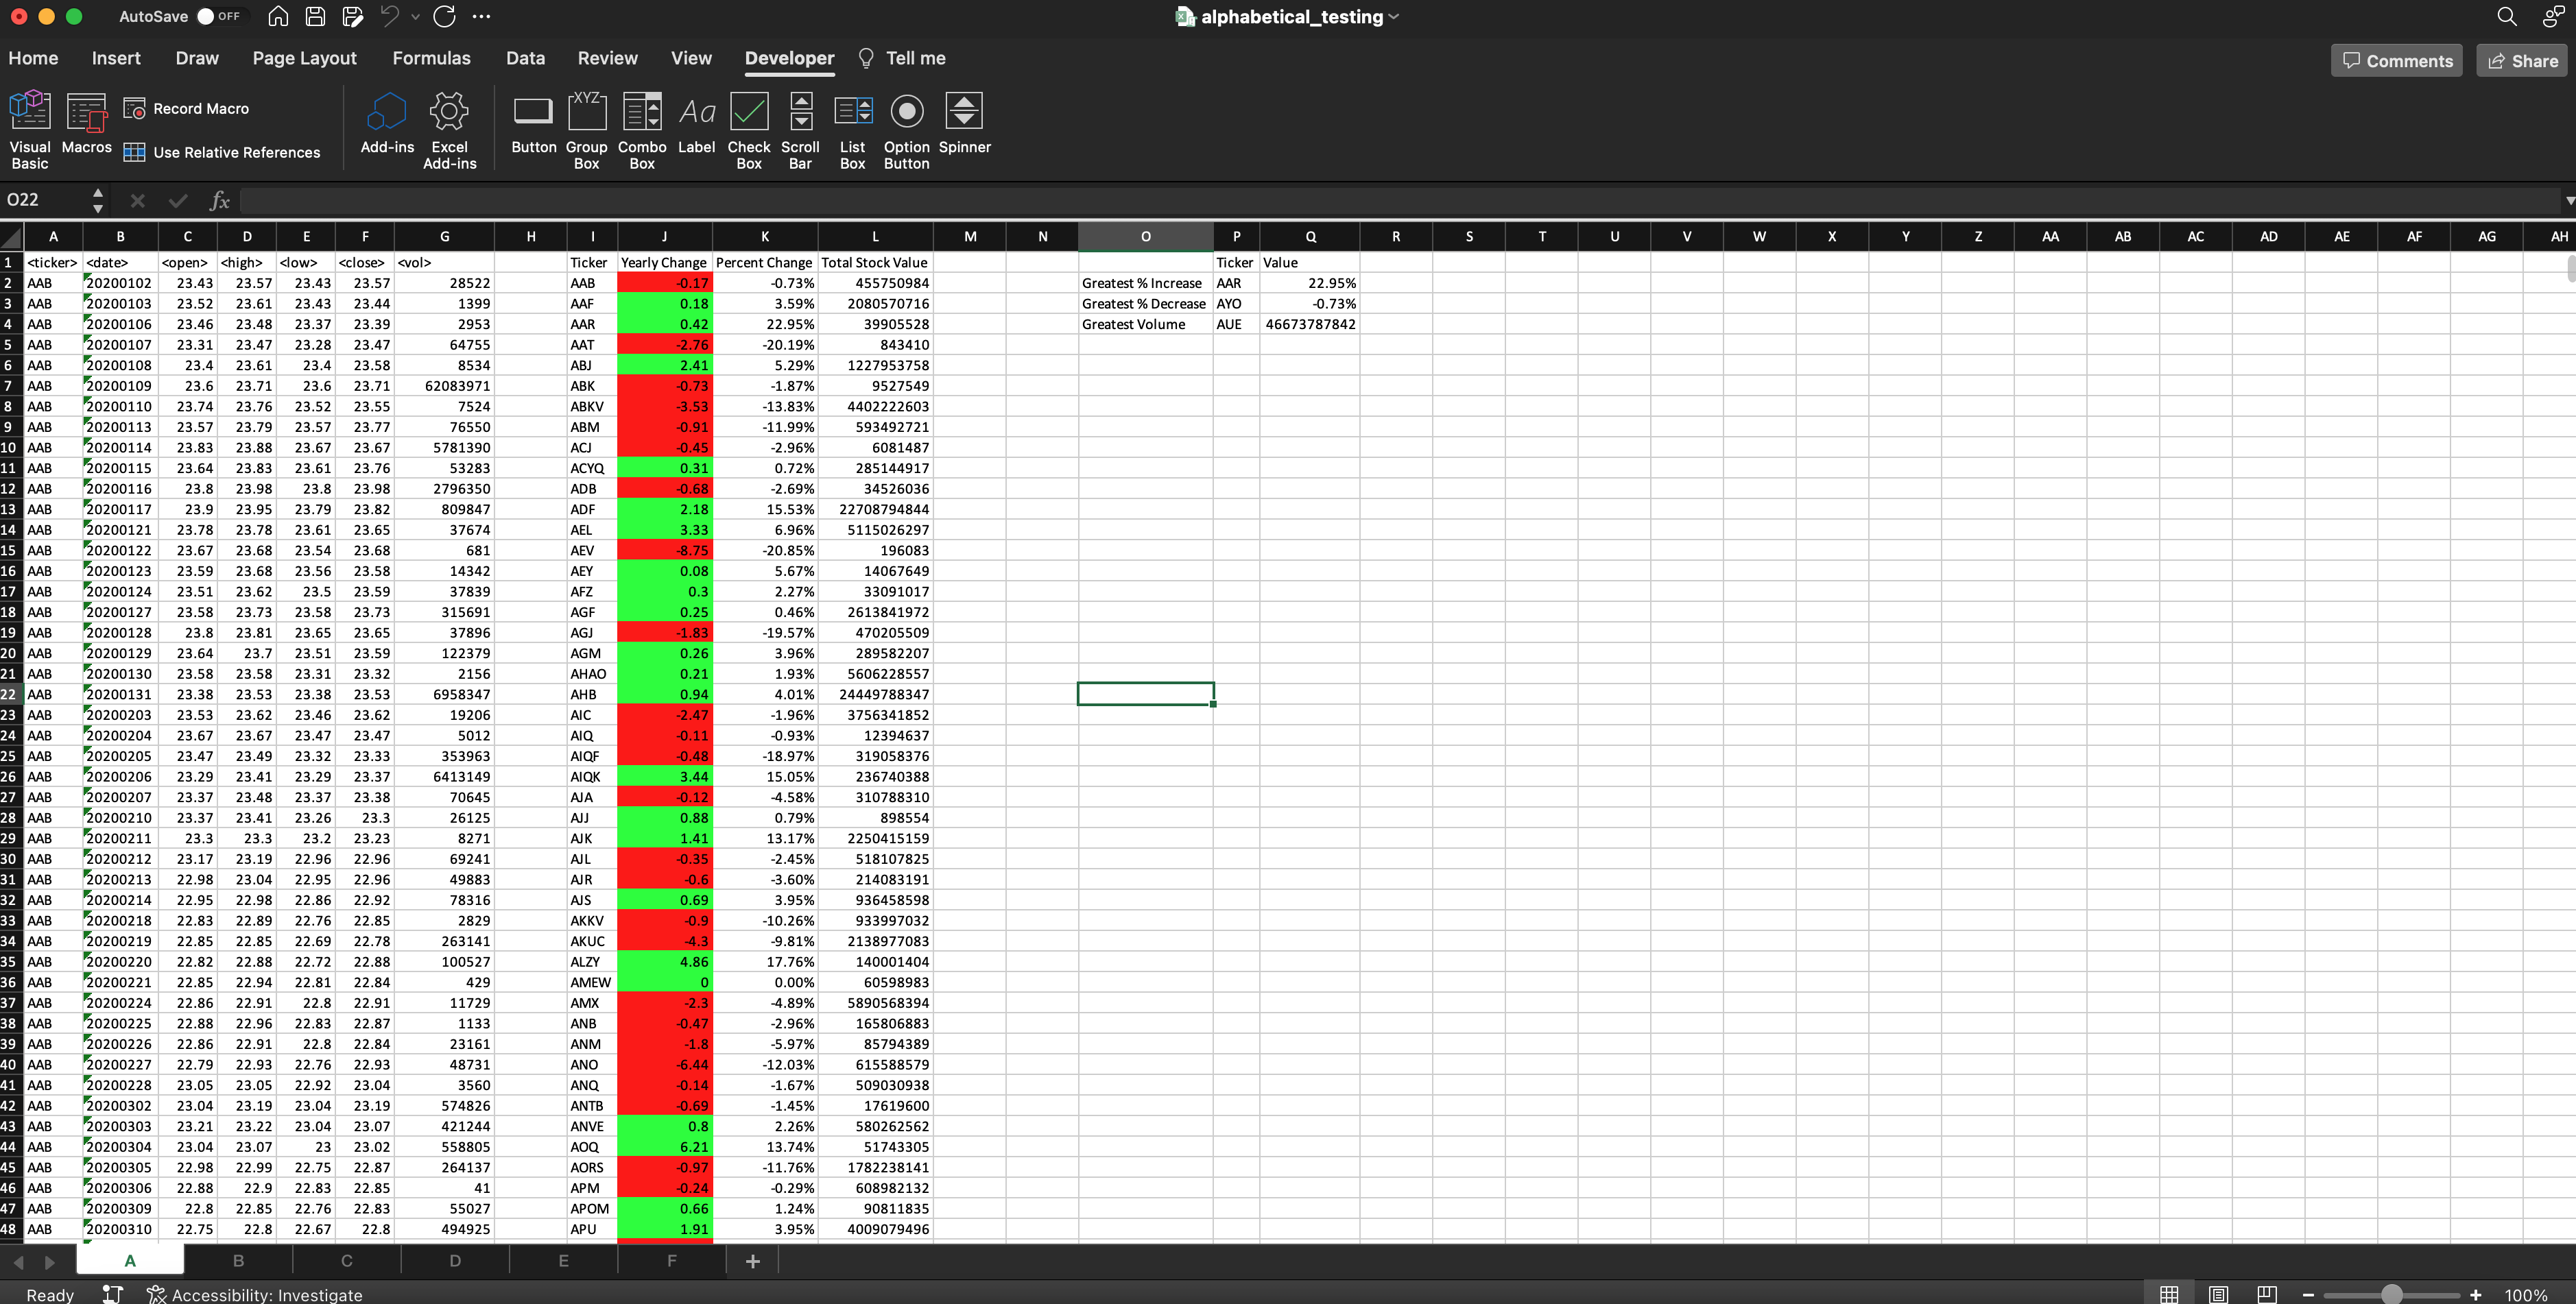 AutoSave OFF alphabetical_testing
Home Insert Draw Page Layout Formulas Data Review View Developer Tell me Comments Share
Visual Basic Macros Record Macro Use Relative References Add-ins Excel Add-ins Button Group Box Combo Box Label Check Box Scroll Bar List Box Option Button Spinner
XYZ Aa
O22 fx
A B C D E F G H I J K L M N O P Q R S T U V W X Y Z AA AB AC AD AE AF AG AH
1 <ticker> <date> <open> <high> <low> <close> <vol> Ticker Yearly Change Percent Change Total Stock Value Ticker Value
2 AAB 20200102 23.43 23.57 23.43 23.57 28522 AAB -0.17 -0.73% 455750984 Greatest % Increase AAR 22.95%
3 AAB 20200103 23.52 23.61 23.43 23.44 1399 AAF 0.18 3.59% 2080570716 Greatest % Decrease AYO -0.73%
4 AAB 20200106 23.46 23.48 23.37 23.39 2953 AAR 0.42 22.95% 39905528 Greatest Volume AUE 46673787842
5 AAB 20200107 23.31 23.47 23.28 23.47 64755 AAT -2.76 -20.19% 843410
6 AAB 20200108 23.4 23.61 23.4 23.58 8534 ABJ 2.41 5.29% 1227953758
7 AAB 20200109 23.6 23.71 23.6 23.71 62083971 ABK -0.73 -1.87% 9527549
8 AAB 20200110 23.74 23.76 23.52 23.55 7524 ABKV -3.53 -13.83% 4402222603
9 AAB 20200113 23.57 23.79 23.57 23.77 76550 ABM -0.91 -11.99% 593492721
10 AAB 20200114 23.83 23.88 23.67 23.67 5781390 ACJ -0.45 -2.96% 6081487
11 AAB 20200115 23.64 23.83 23.61 23.76 53283 ACYQ 0.31 0.72% 285144917
12 AAB 20200116 23.8 23.98 23.8 23.98 2796350 ADB -0.68 -2.69% 34526036
13 AAB 20200117 23.9 23.95 23.79 23.82 809847 ADF 2.18 15.53% 22708794844
14 AAB 20200121 23.78 23.78 23.61 23.65 37674 AEL 3.33 6.96% 5115026297
15 AAB 20200122 23.67 23.68 23.54 23.68 681 AEV -8.75 -20.85% 196083
16 AAB 20200123 23.59 23.68 23.56 23.58 14342 AEY 0.08 5.67% 14067649
17 AAB 20200124 23.51 23.62 23.5 23.59 37839 AFZ 0.3 2.27% 33091017
18 AAB 20200127 23.58 23.73 23.58 23.73 315691 AGF 0.25 0.46% 2613841972
19 AAB 20200128 23.8 23.81 23.65 23.65 37896 AGJ -1.83 -19.57% 470205509
20 AAB 20200129 23.64 23.7 23.51 23.59 122379 AGM 0.26 3.96% 289582207
21 AAB 20200130 23.58 23.58 23.31 23.32 2156 AHAO 0.21 1.93% 5606228557
22 AAB 20200131 23.38 23.53 23.38 23.53 6958347 AHB 0.94 4.01% 24449788347
23 AAB 20200203 23.53 23.62 23.46 23.62 19206 AIC -2.47 -1.96% 3756341852
24 AAB 20200204 23.67 23.67 23.47 23.47 5012 AIQ -0.11 -0.93% 12394637
25 AAB 20200205 23.47 23.49 23.32 23.33 353963 AIQF -0.48 -18.97% 319058376
26 AAB 20200206 23.29 23.41 23.29 23.37 6413149 AIQK 3.44 15.05% 236740388
27 AAB 20200207 23.37 23.48 23.37 23.38 70645 AJA -0.12 -4.58% 310788310
28 AAB 20200210 23.37 23.41 23.26 23.3 26125 AJJ 0.88 0.79% 898554
29 AAB 20200211 23.3 23.3 23.2 23.23 8271 AJK 1.41 13.17% 2250415159
30 AAB 20200212 23.17 23.19 22.96 22.96 69241 AJL -0.35 -2.45% 518107825
31 AAB 20200213 22.98 23.04 22.95 22.96 49883 AJR -0.6 -3.60% 214083191
32 AAB 20200214 22.95 22.98 22.86 22.92 78316 AJS 0.69 3.95% 936458598
33 AAB 20200218 22.83 22.89 22.76 22.85 2829 AKKV -0.9 -10.26% 933997032
34 AAB 20200219 22.85 22.85 22.69 22.78 263141 AKUC -4.3 -9.81% 2138977083
35 AAB 20200220 22.82 22.88 22.72 22.88 100527 ALZY 4.86 17.76% 140001404
36 AAB 20200221 22.85 22.94 22.81 22.84 429 AMEW 0 0.00% 60598983
37 AAB 20200224 22.86 22.91 22.8 22.91 11729 AMX -2.3 -4.89% 5890568394
38 AAB 20200225 22.88 22.96 22.83 22.87 1133 ANB -0.47 -2.96% 165806883
39 AAB 20200226 22.86 22.91 22.8 22.84 23161 ANM -1.8 -5.97% 85794389
40 AAB 20200227 22.79 22.93 22.76 22.93 48731 ANO -6.44 -12.03% 615588579
41 AAB 20200228 23.05 23.05 22.92 23.04 3560 ANQ -0.14 -1.67% 509030938
42 AAB 20200302 23.04 23.19 23.04 23.19 574826 ANTB -0.69 -1.45% 17619600
43 AAB 20200303 23.21 23.22 23.04 23.07 421244 ANVE 0.8 2.26% 580262562
44 AAB 20200304 23.04 23.07 23 23.02 558805 AOQ 6.21 13.74% 51743305
45 AAB 20200305 22.98 22.99 22.75 22.87 264137 AORS -0.97 -11.76% 1782238141
46 AAB 20200306 22.88 22.9 22.83 22.85 41 APM -0.24 -0.29% 608982132
47 AAB 20200309 22.8 22.85 22.76 22.83 55027 APOM 0.66 1.24% 90811835
48 AAB 20200310 22.75 22.8 22.67 22.8 494925 APU 1.91 3.95% 4009079496
A B C D E F +
Ready Accessibility: Investigate 100%